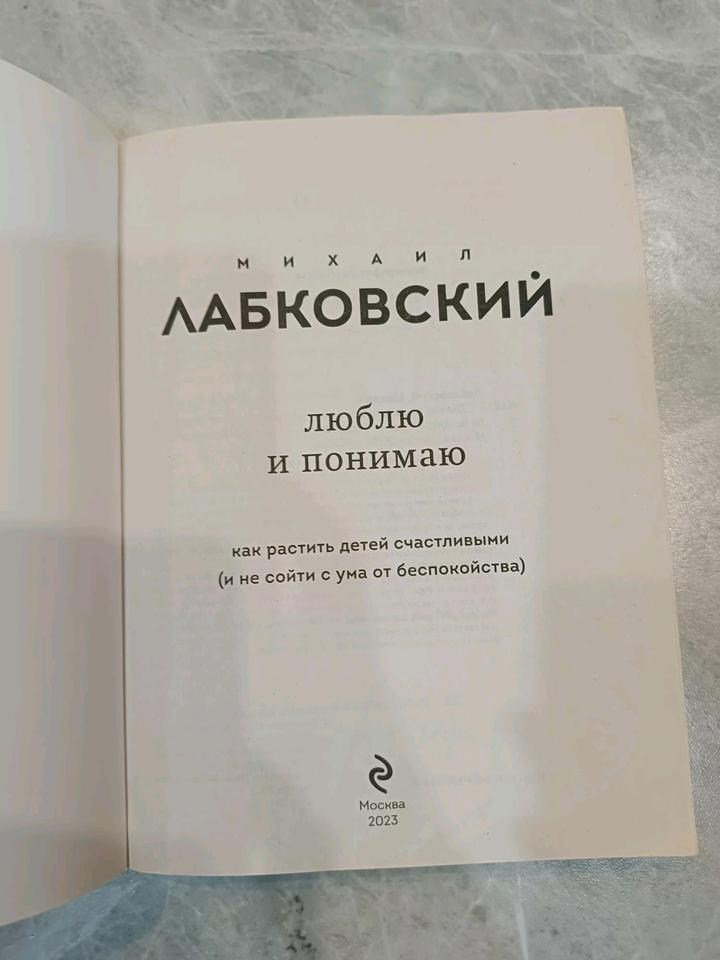 МИХАИЛ
ЛАБКОВСКИЙ
люблю
и понимаю
как растить детей счастливыми
(и не сойти с ума от беспокойства)
Москва
2023